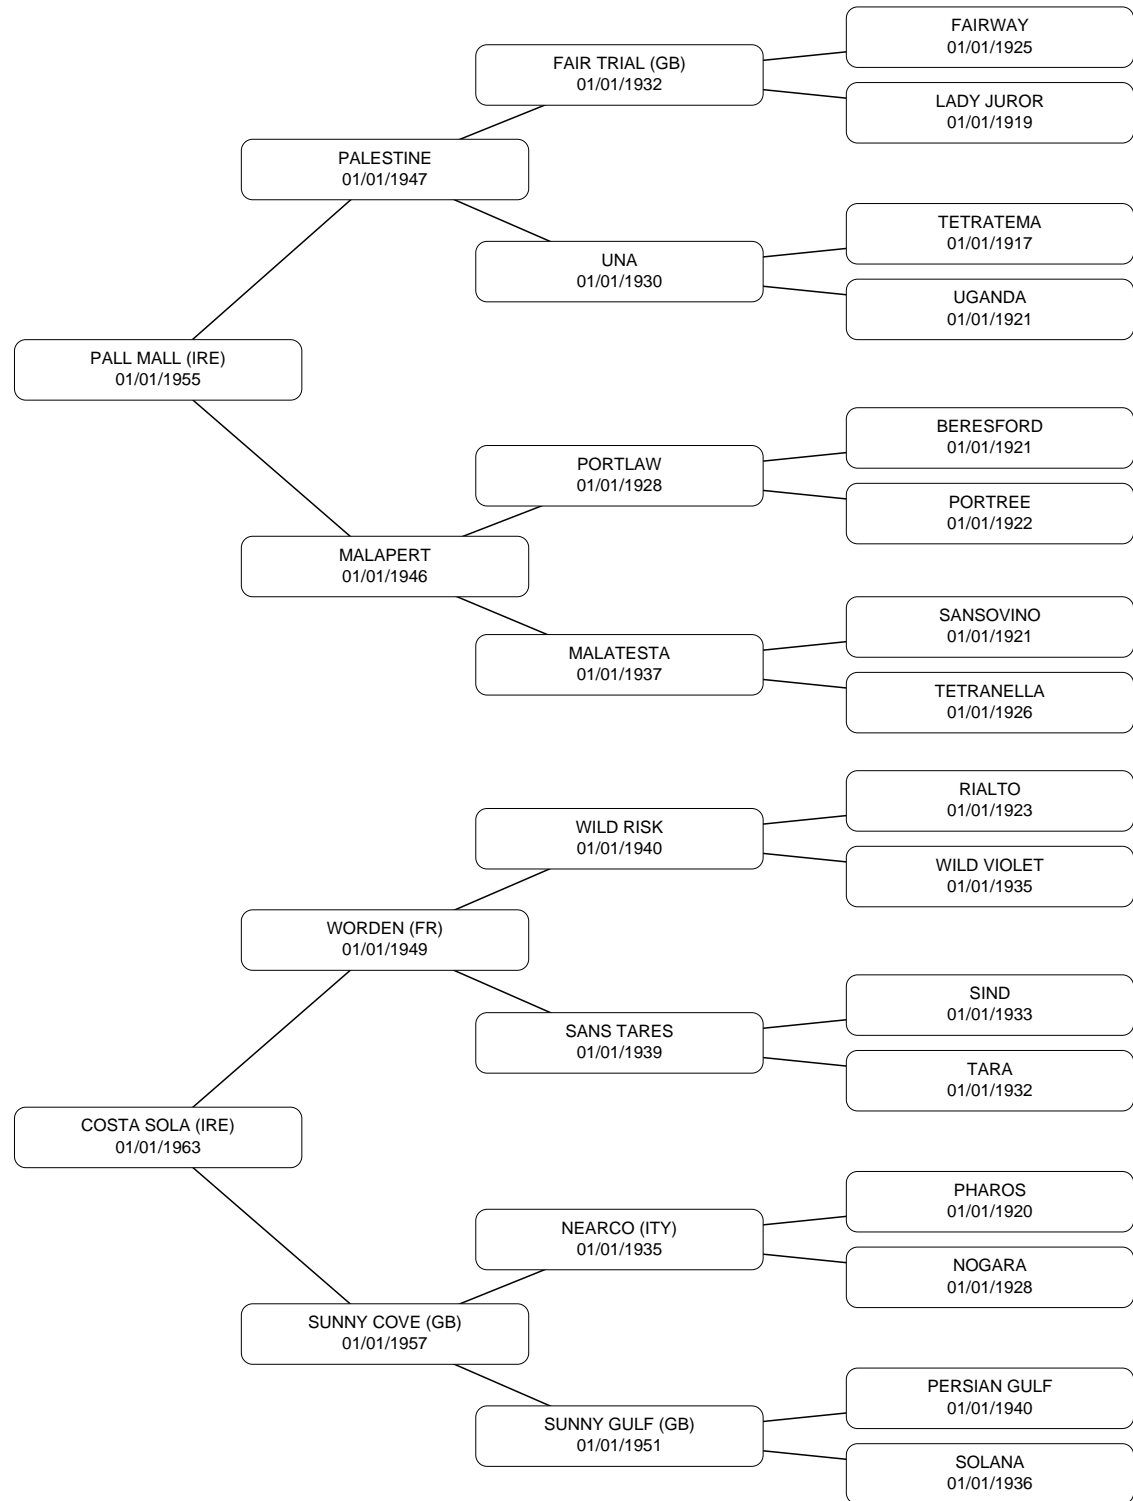 FAIRWAY
01/01/1925
FAIR TRIAL (GB)
01/01/1932
LADY JUROR
01/01/1919
PALESTINE
01/01/1947
TETRATEMA
01/01/1917
UNA
01/01/1930
UGANDA
01/01/1921
PALL MALL (IRE)
01/01/1955
BERESFORD
01/01/1921
PORTLAW
01/01/1928
PORTREE
01/01/1922
MALAPERT
01/01/1946
SANSOVINO
01/01/1921
MALATESTA
01/01/1937
TETRANELLA
01/01/1926
RIALTO
01/01/1923
WILD RISK
01/01/1940
WILD VIOLET
01/01/1935
WORDEN (FR)
01/01/1949
SIND
01/01/1933
SANS TARES
01/01/1939
TARA
01/01/1932
COSTA SOLA (IRE)
01/01/1963
PHAROS
01/01/1920
NEARCO (ITY)
01/01/1935
NOGARA
01/01/1928
SUNNY COVE (GB)
01/01/1957
PERSIAN GULF
01/01/1940
SUNNY GULF (GB)
01/01/1951
SOLANA
01/01/1936